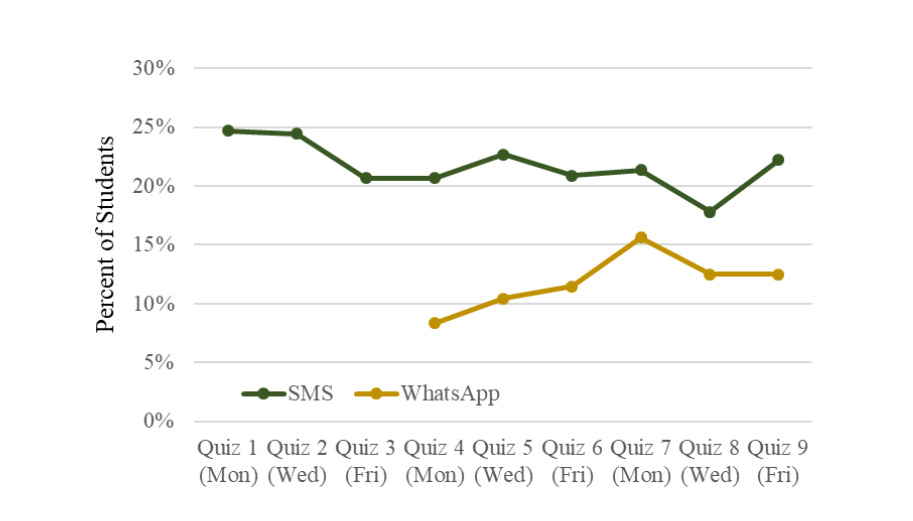 30%
25%
20%
15%
10%
5%
0%
Percent of Students
SMS
WhatsApp
Quiz 1 Quiz 2 Quiz 3 Quiz 4 Quiz 5 Quiz 6 Quiz 7 Quiz 8 Quiz 9
(Mon) (Wed) (Fri) (Mon) (Wed) (Fri) (Mon) (Wed) (Fri)